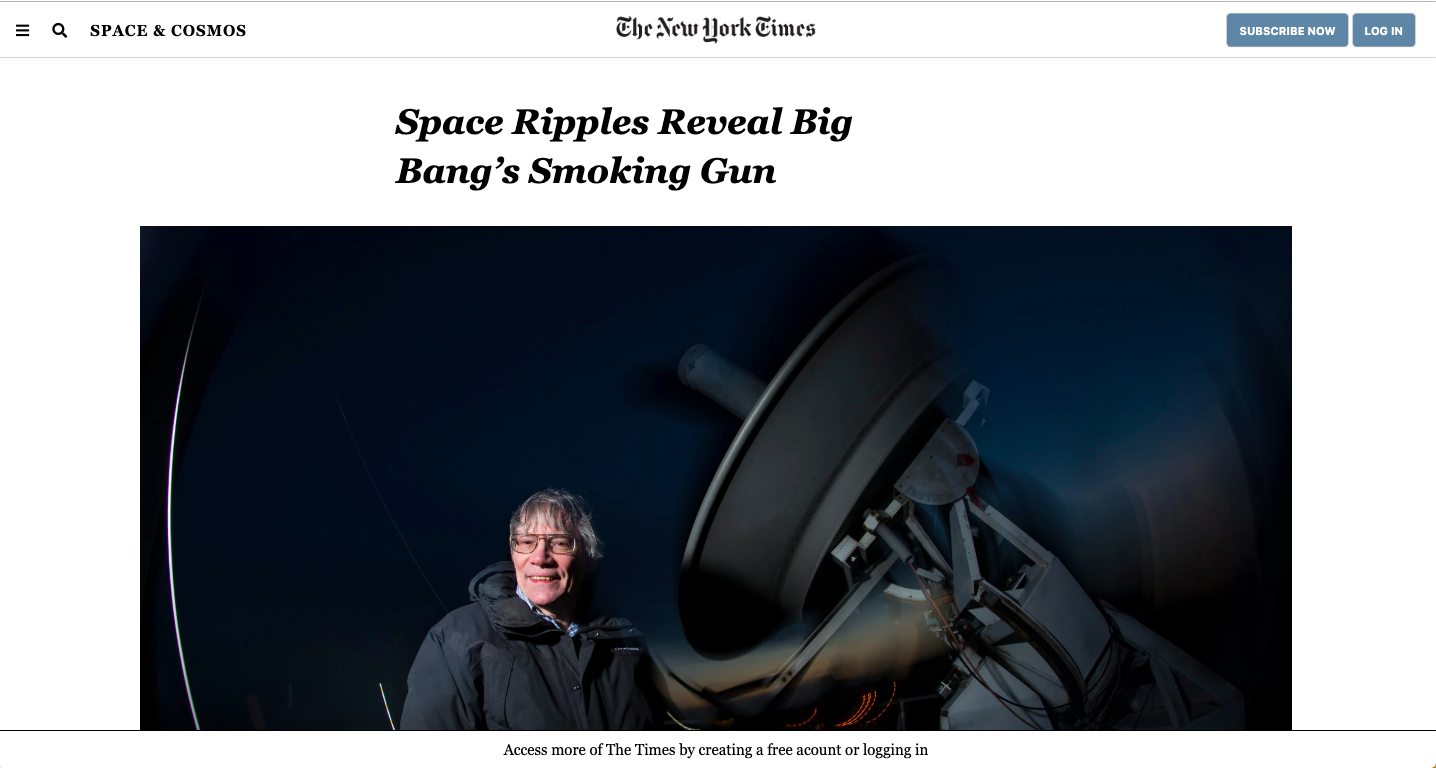 SPACE & COSMOS
The New York Times
SUBSCRIBE NOW
LOG IN
Space Ripples Reveal Big
Bang’s Smoking Gun
Access more of The Times by creating a free acount or logging in